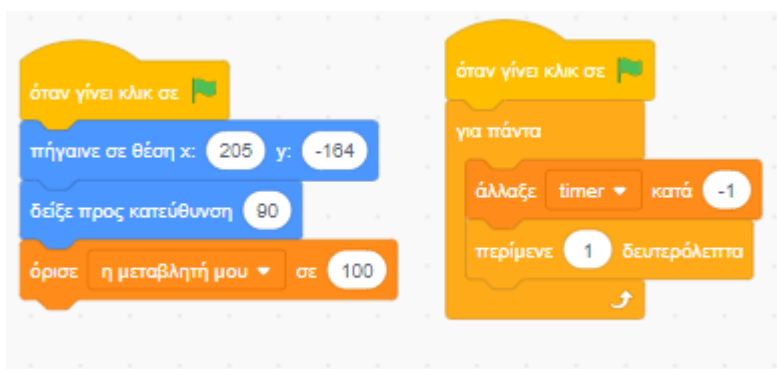 όταν γίνει κλικ σε
πήγαινε σε θέση x: 205 y: -164
δείξε προς κατεύθυνση 90
όρισε η μεταβλητή μου σε 100
όταν γίνει κλικ σε
για πάντα
άλλαξε timer κατά -1
περίμενε 1 δευτερόλεπτα